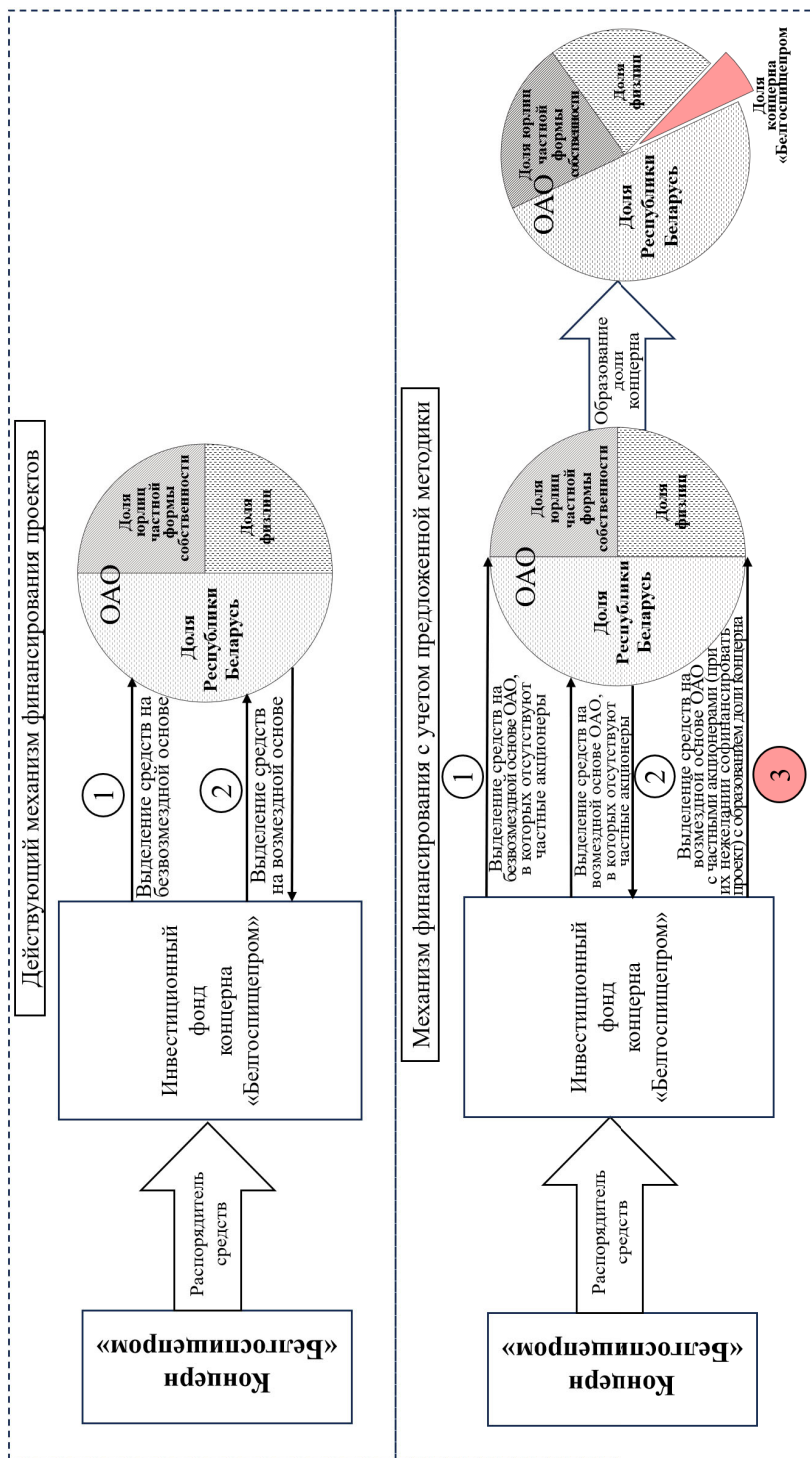 Действующий механизм финансирования проектов
Концерн
«Белгоспищепром»
Распорядитель
средств
Инвестиционный
фонд
концерна
«Белгоспищепром»
1
Выделение средств на
безвозмездной основе
2
Выделение средств
на возмездной основе
ОАО
Доля
юрлиц
частной
формы
собственности
Доля
Республики
Беларусь
Доля
физлиц
Механизм финансирования с учетом предложенной методики
Концерн
«Белгоспищепром»
Распорядитель
средств
Инвестиционный
фонд
концерна
«Белгоспищепром»
1
Выделение средств на
безвозмездной основе ОАО,
в которых отсутствуют
частные акционеры
Выделение средств на
возмездной основе ОАО,
в которых отсутствуют
частные акционеры
2
Выделение средств на
возмездной основе ОАО
с частными акционерами (при
их нежелании софинансировать
проект) с образованием доли концерна
3
ОАО
Доля
юрлиц
частной
формы
собственности
Доля
Республики
Беларусь
Доля
физлиц
Образование
доли
концерна
ОАО
Доля юрлиц
частной
формы
собственности
Доля
физлиц
Доля
Республики
Беларусь
Доля
концерна
«Белгоспищепром»